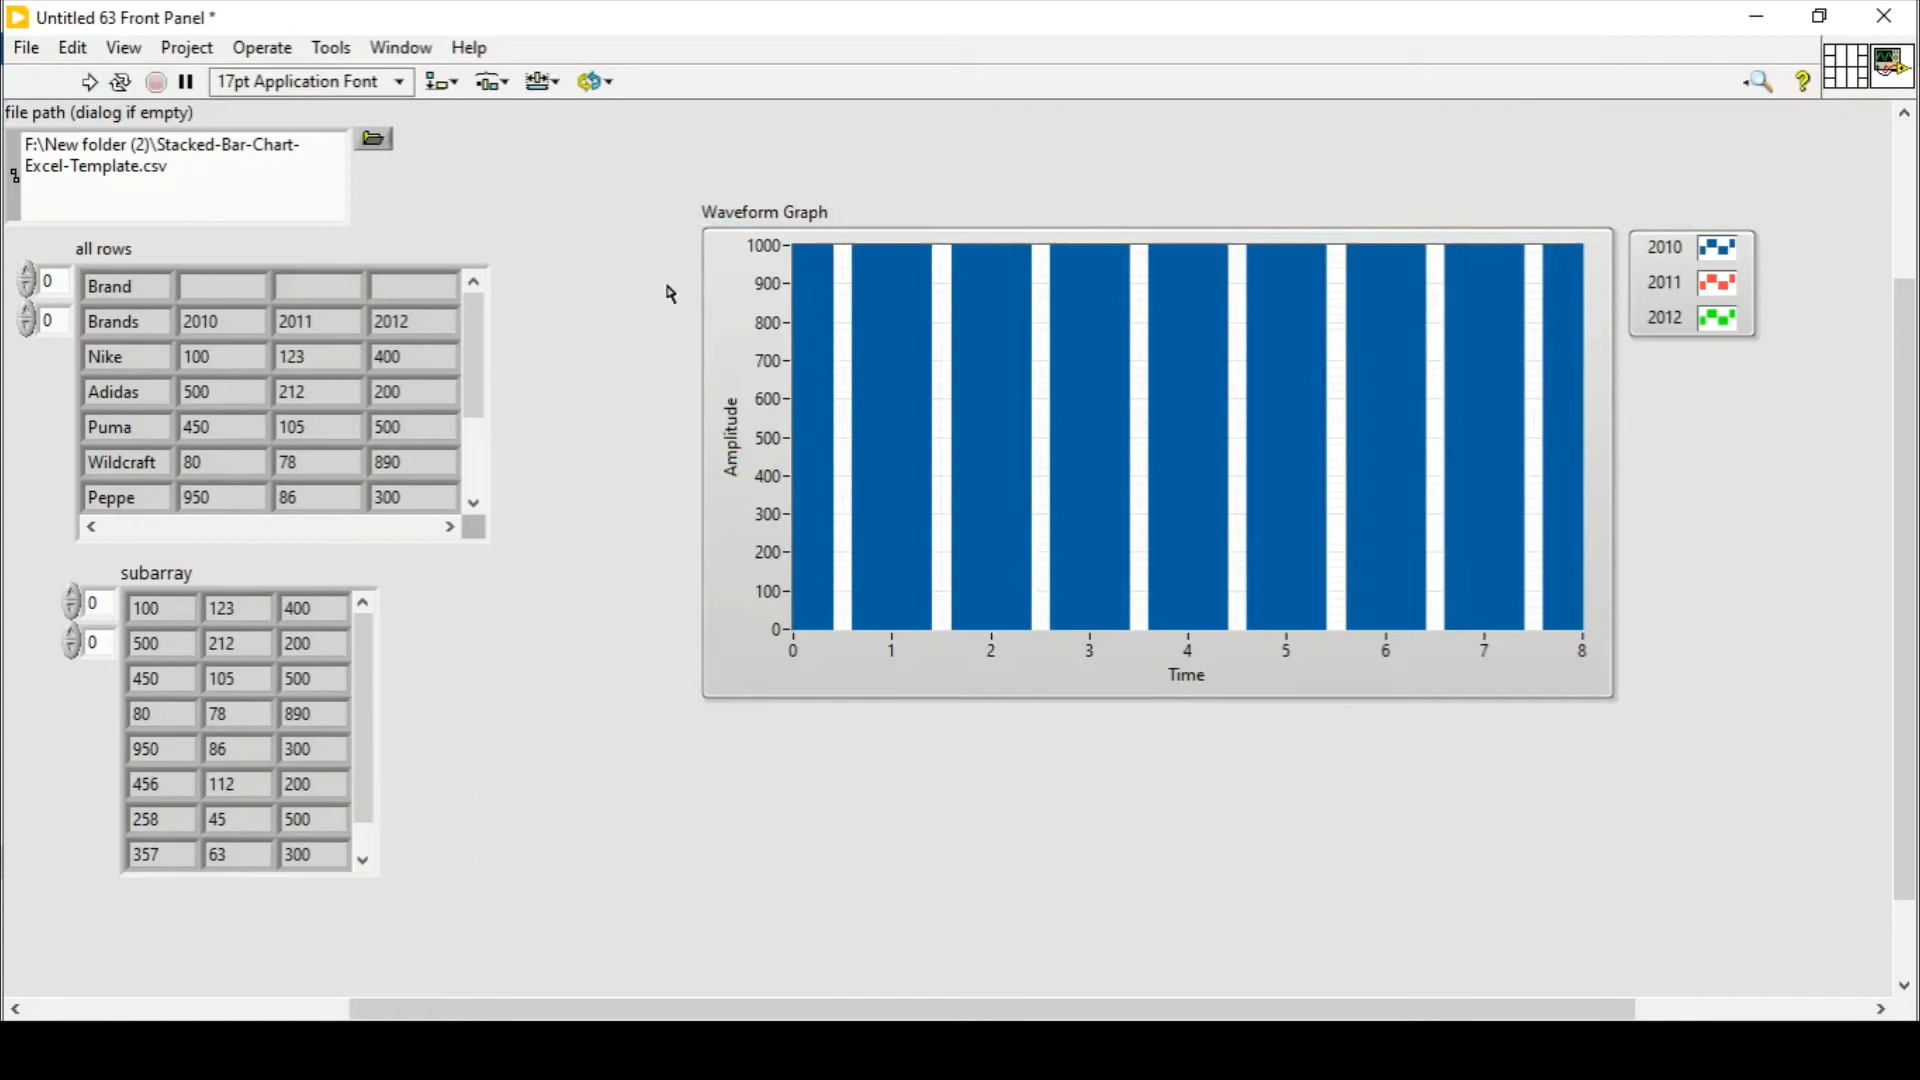 Untitled 63 Front Panel *
File Edit View Project Operate Tools Window Help
17pt Application Font
file path (dialog if empty)
F:\New folder (2)\Stacked-Bar-Chart-
Excel-Template.csv
all rows
0
0
Brand
Brands 2010 2011 2012
Nike 100 123 400
Adidas 500 212 200
Puma 450 105 500
Wildcraft 80 78 890
Peppe 950 86 300
subarray
0
0
100 123 400
500 212 200
450 105 500
80 78 890
950 86 300
456 112 200
258 45 500
357 63 300
Waveform Graph
Amplitude
1000
900
800
700
600
500
400
300
200
100
0
0 1 2 3 4 5 6 7 8
Time
2010
2011
2012